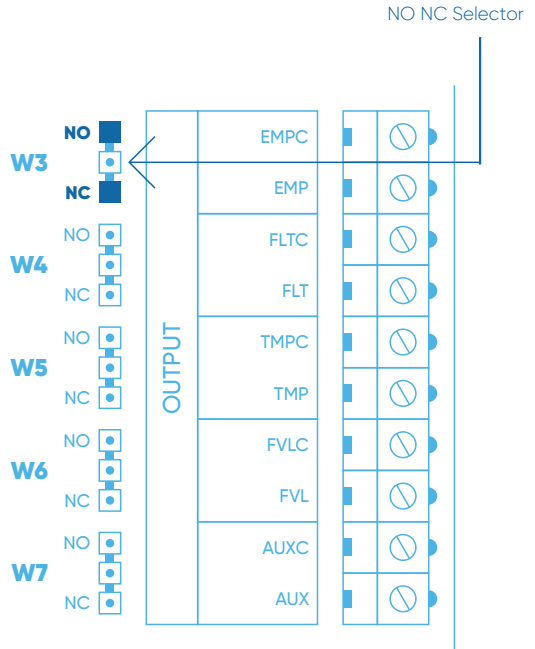 NO NC Selector
NO
W3
NC
EMPC
EMP
NO
W4
NC
FLTC
FLT
NO
W5
NC
TMPC
TMP
OUTPUT
NO
W6
NC
FVLC
FVL
NO
W7
NC
AUXC
AUX